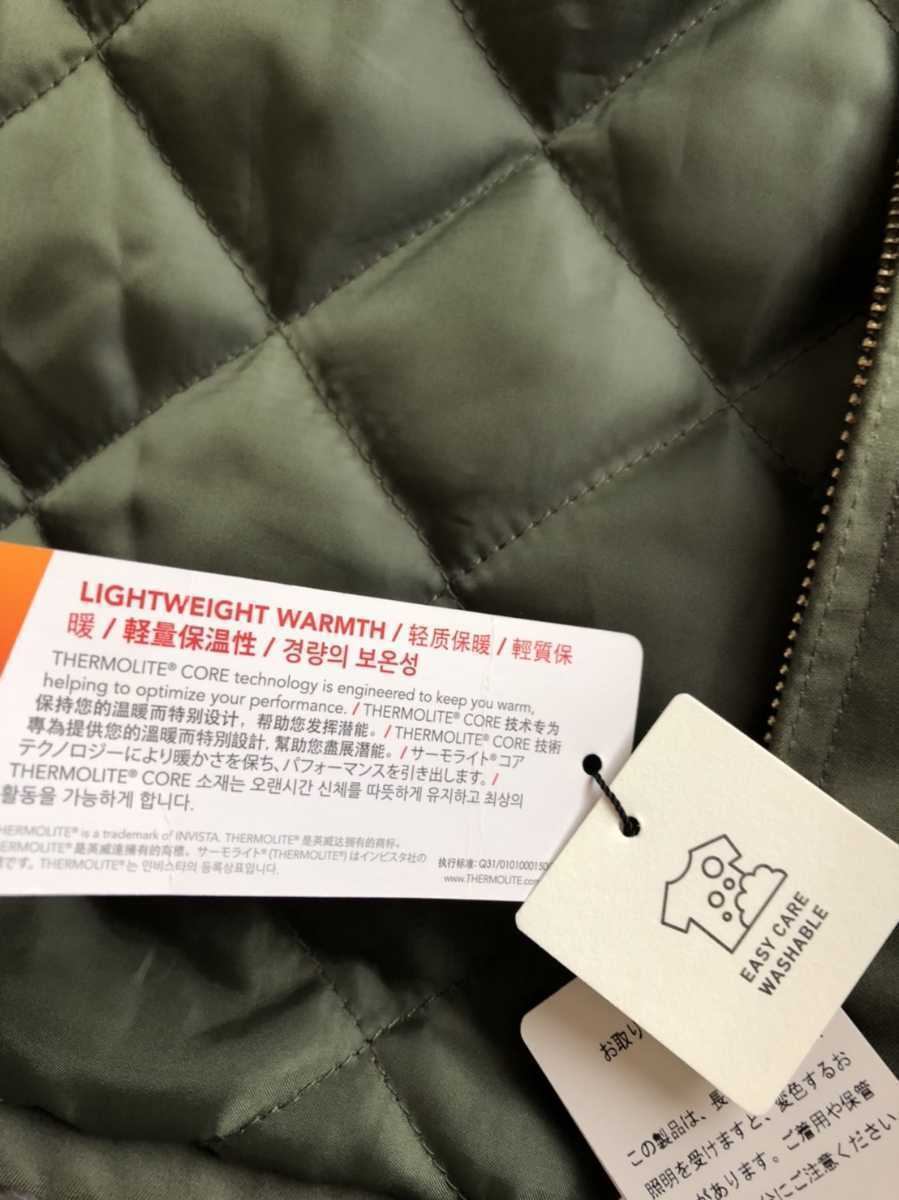 LIGHTWEIGHT WARMTH / 轻质保暖 / 輕質保
暖 / 軽量保温性 / 경량의 보온성
THERMOLITE® CORE technology is engineered to keep you warm,
helping to optimize your performance. / THERMOLITE® CORE 技术专为
保持您的温暖而特别设计，帮助您发挥潜能。/ THERMOLITE® CORE 技術
專為提供您的溫暖而特別設計, 幫助您盡展潛能。/ サーモライト® コア
テクノロジーにより暖かさを保ち、パフォーマンスを引き出します。/
THERMOLITE® CORE 소재는 오랜시간 신체를 따뜻하게 유지하고 최상의
활동을 가능하게 합니다.
THERMOLITE® is a trademark of INVISTA. THERMOLITE® 是英威达拥有的商标。
THERMOLITE® 是英威達擁有的商標。サーモライト® (THERMOLITE®) はインビスタ社の
です。THERMOLITE®는 인비스타의 등록상표입니다.
执行标准: Q31/010100015
www.THERMOLITE.com
EASY CARE
WASHABLE
お取り
この製品は、長
照明を受けますと、変色するお
があります。ご着用や保管
にご注意ください